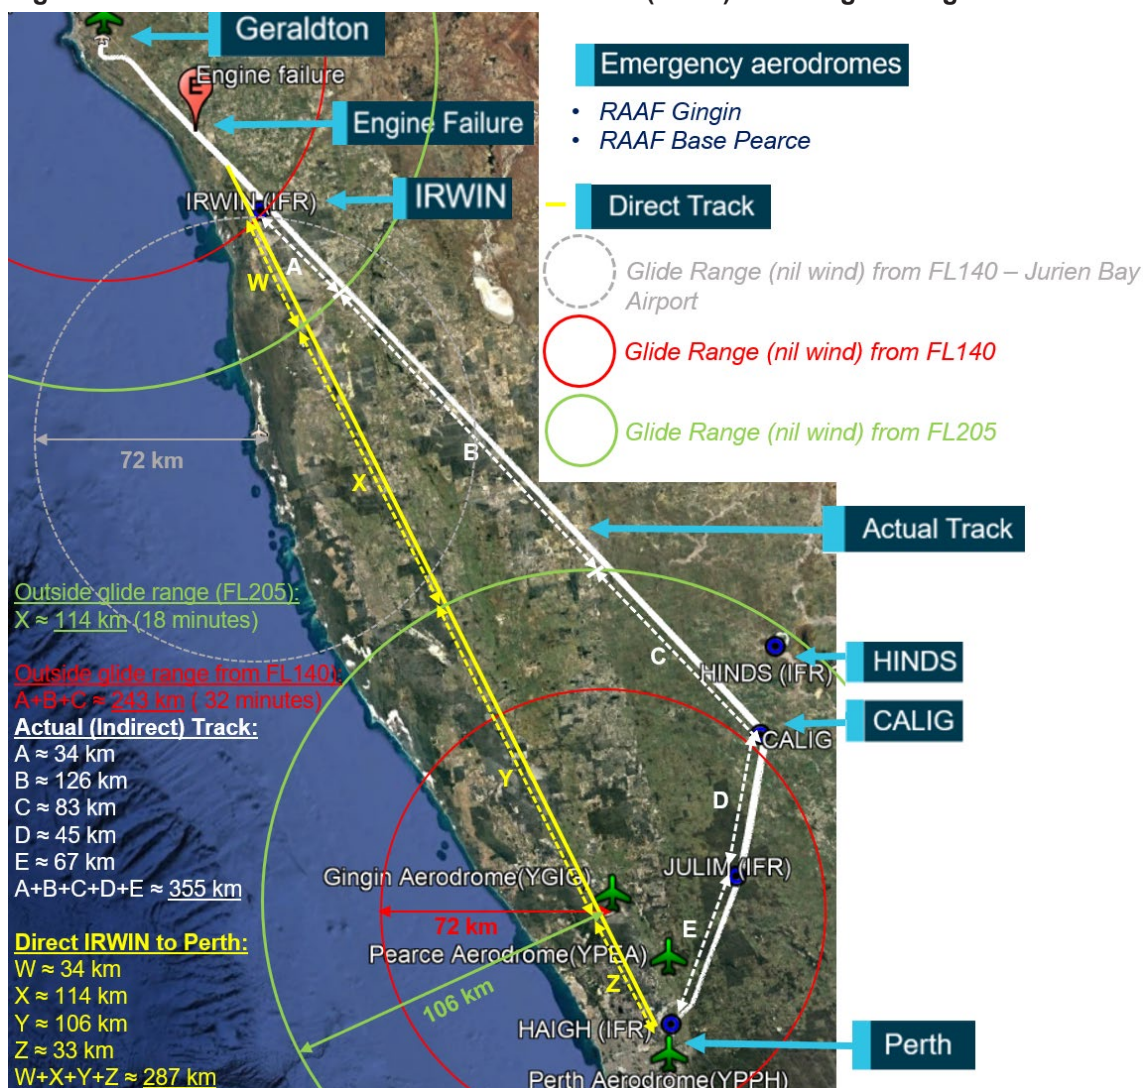 Geraldton
Engine failure
E
Engine Failure
IRWIN (IFR)
IRWIN
Emergency aerodromes
• RAAF Gingin
• RAAF Base Pearce
Direct Track
Glide Range (nil wind) from FL140 – Jurien Bay
Airport
Glide Range (nil wind) from FL140
Glide Range (nil wind) from FL205
A
W
B
X
72 km
Actual Track
Outside glide range (FL205):
X ≈ 114 km (18 minutes)
Outside glide range from FL140):
A+B+C ≈ 243 km ( 32 minutes)
Actual (Indirect) Track:
A ≈ 34 km
B ≈ 126 km
C ≈ 83 km
D ≈ 45 km
E ≈ 67 km
A+B+C+D+E ≈ 355 km
Direct IRWIN to Perth:
W ≈ 34 km
X ≈ 114 km
Y ≈ 106 km
Z ≈ 33 km
W+X+Y+Z ≈ 287 km
C
HINDS (IFR)
HINDS
CALIG
CALIG
Y
D
JULIM (IFR)
Gingin Aerodrome(YGIG)
72 km
E
Pearce Aerodrome(YPEA)
106 km
Z
HAIGH (IFR)
Perth
Perth Aerodrome(YPPH)